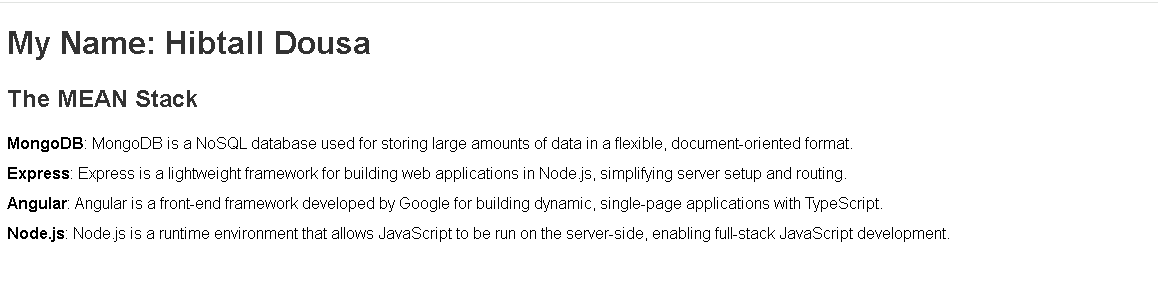 My Name: Hibtall Dousa
The MEAN Stack
MongoDB: MongoDB is a NoSQL database used for storing large amounts of data in a flexible, document-oriented format.
Express: Express is a lightweight framework for building web applications in Node.js, simplifying server setup and routing.
Angular: Angular is a front-end framework developed by Google for building dynamic, single-page applications with TypeScript.
Node.js: Node.js is a runtime environment that allows JavaScript to be run on the server-side, enabling full-stack JavaScript development.